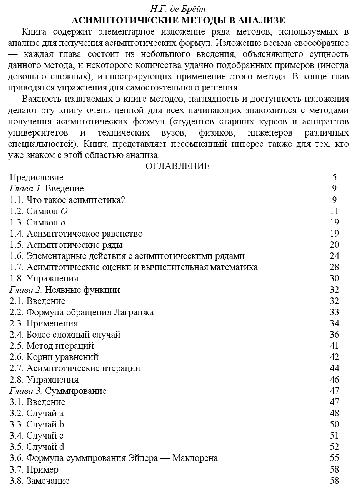 Н.Г. де Брёйн
АСИМПТОТИЧЕСКИЕ МЕТОДЫ В АНАЛИЗЕ
Книга содержит элементарное изложение ряда методов, используемых в
анализе для получения асимптотических формул. Изложение весьма своеобразное
— каждая глава состоит из небольшого введения, объясняющего сущность
данного метода, и некоторого количества удачно подобранных примеров (иногда
довольно сложных), иллюстрирующих применение этого метода. В конце глав
приводятся упражнения для самостоятельного решения.
Важность излагаемых в книге методов, наглядность и доступность изложения
делают эту книгу очень ценной для всех начинающих знакомиться с методами
получения асимптотических формул (студентов старших курсов и аспирантов
университетов и технических вузов, физиков, инженеров различных
специальностей). Книга представляет несомненный интерес также для тех, кто
уже знаком с этой областью анализа.
ОГЛАВЛЕНИЕ
Предисловие 5
Глава 1. Введение 9
1.1. Что такое асимптотика? 9
1.2. Символ O 11
1.3. Символ o 19
1.4. Асимптотическое равенство 19
1.5. Асимптотические ряды 20
1.6. Элементарные действия с асимптотическими рядами 24
1.7. Асимптотические оценки и вычислительная математика 28
1.8. Упражнения 30
Глава 2. Неявные функции 32
2.1. Введение 32
2.2. Формула обращения Лагранжа 33
2.3. Применения 34
2.4. Более сложный случай 36
2.5. Метод итераций 41
2.6. Корни уравнений 42
2.7. Асимптотические итерации 44
2.8. Упражнения 46
Глава 3. Суммирование 47
3.1. Введение 47
3.2. Случай a 48
3.3. Случай b 50
3.4. Случай c 51
3.5. Случай d 52
3.6. Формула суммирования Эйлера — Маклорена 55
3.7. Пример 58
3.8. Замечание 58